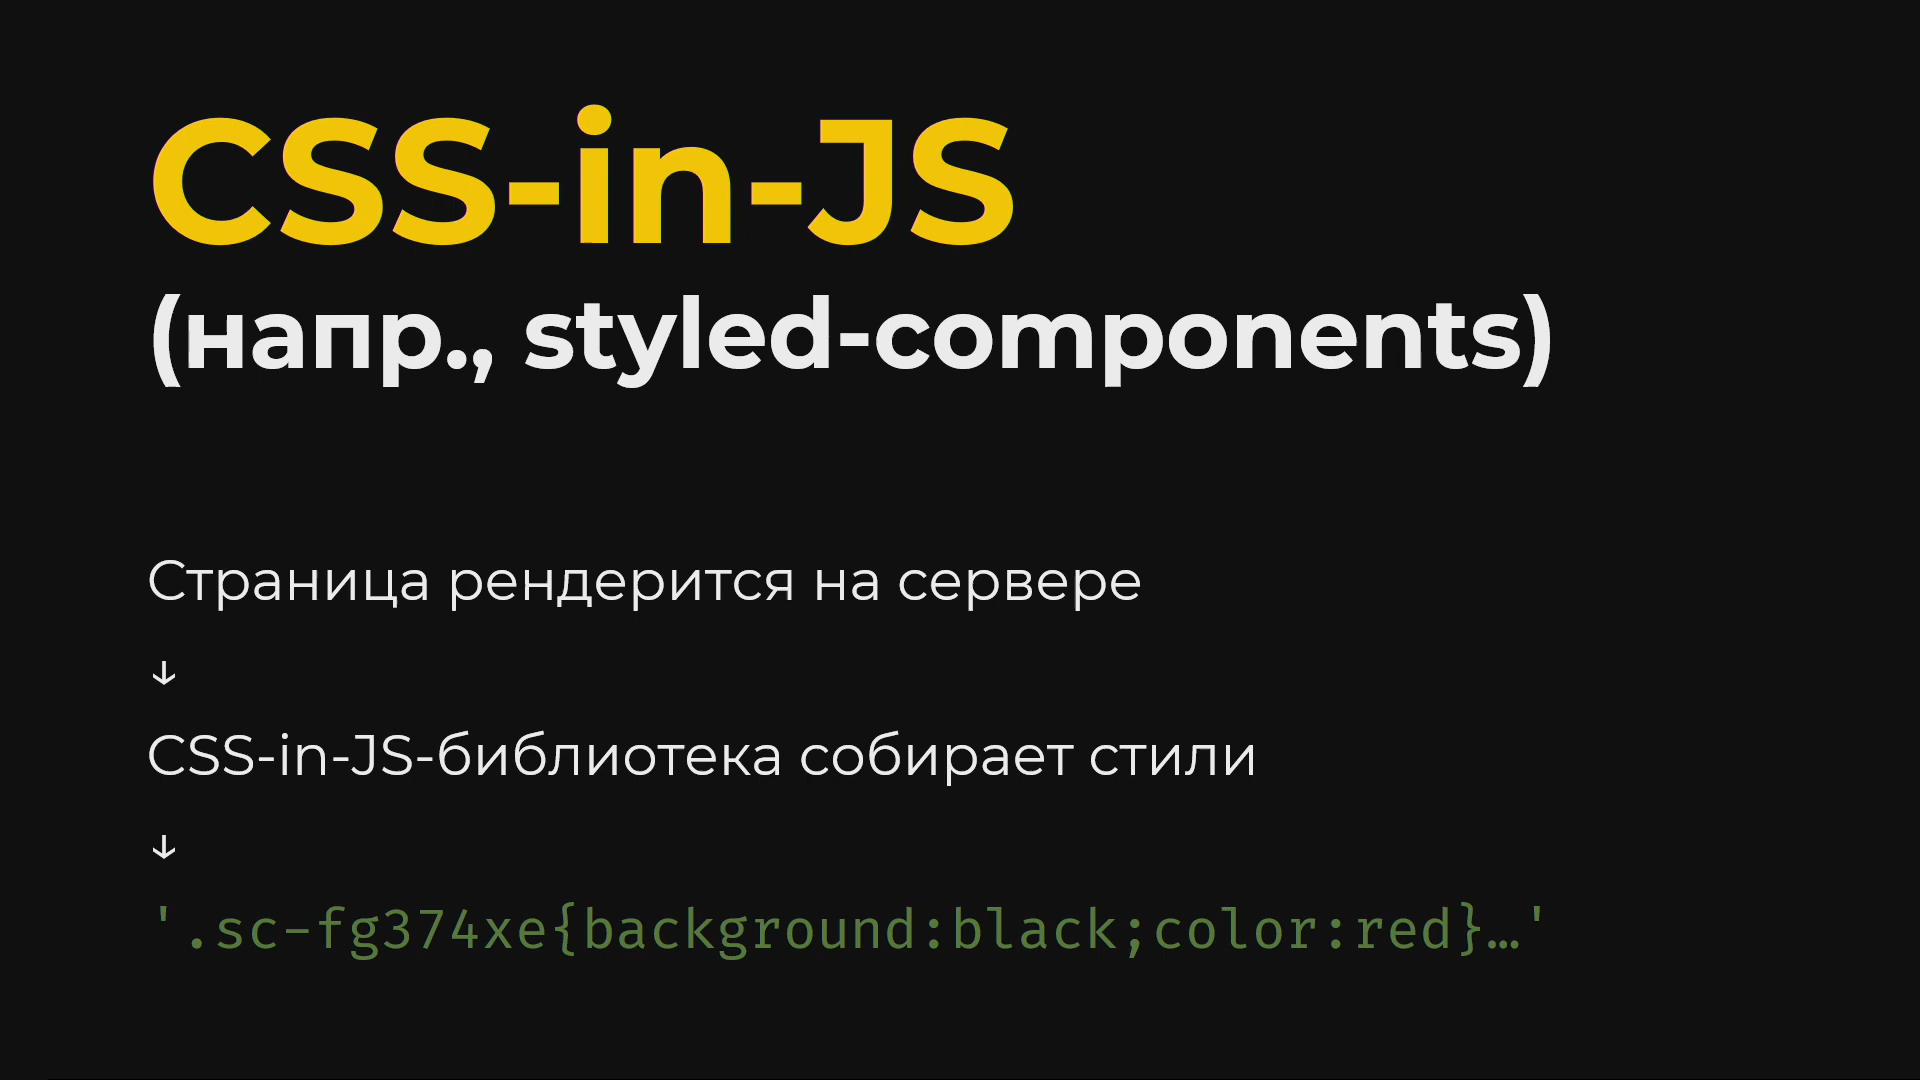 CSS-in-JS
(напр., styled-components)
Страница рендерится на сервере
↓
CSS-in-JS-библиотека собирает стили
↓
'.sc-fg374xe{background:black;color:red}…'